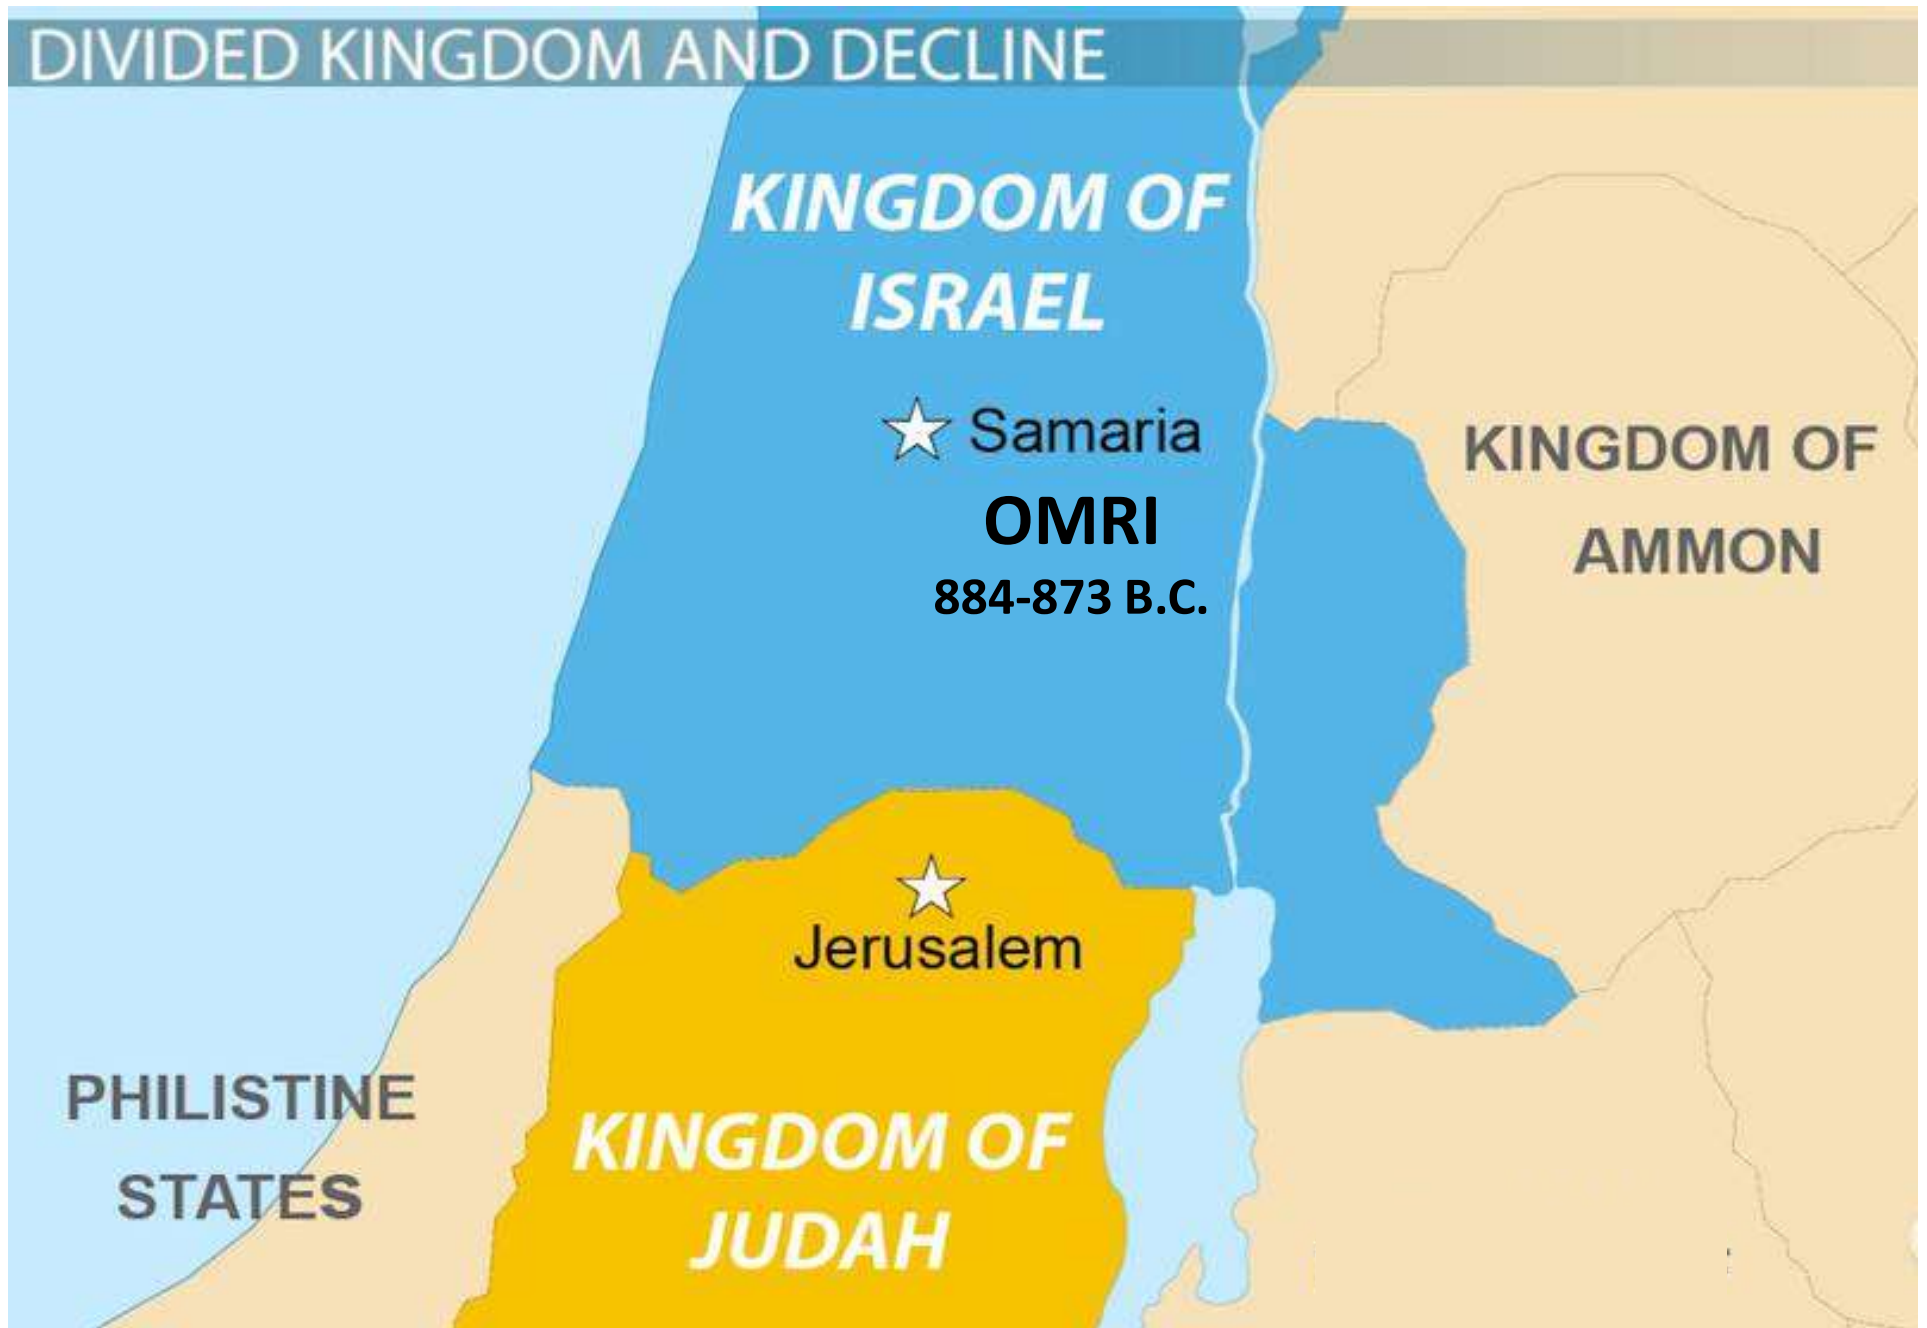 DIVIDED KINGDOM AND DECLINE
KINGDOM OF
ISRAEL
Samaria
OMRI
884-873 B.C.
KINGDOM OF
AMMON
Jerusalem
PHILISTINE
STATES
KINGDOM OF
JUDAH